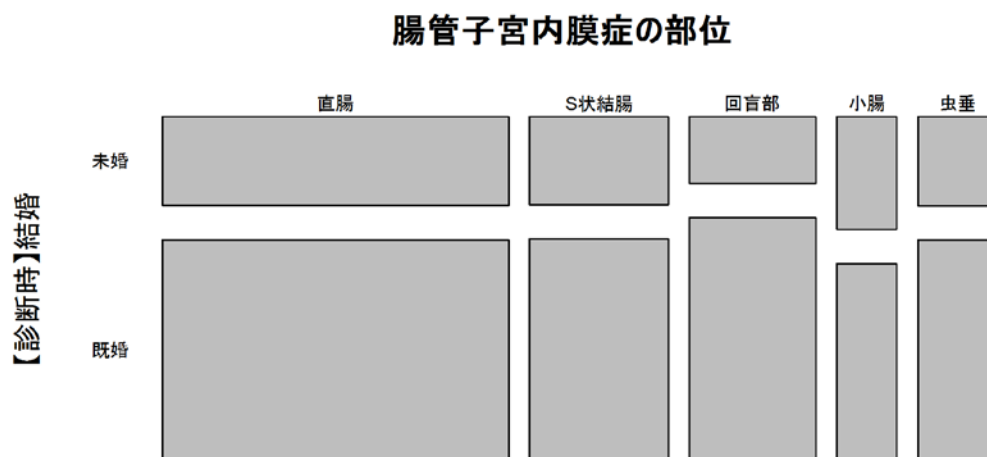 腸管子宮内膜症の部位
直腸
S状結腸
回盲部
小腸
虫垂
未婚
既婚
【診断時】結婚